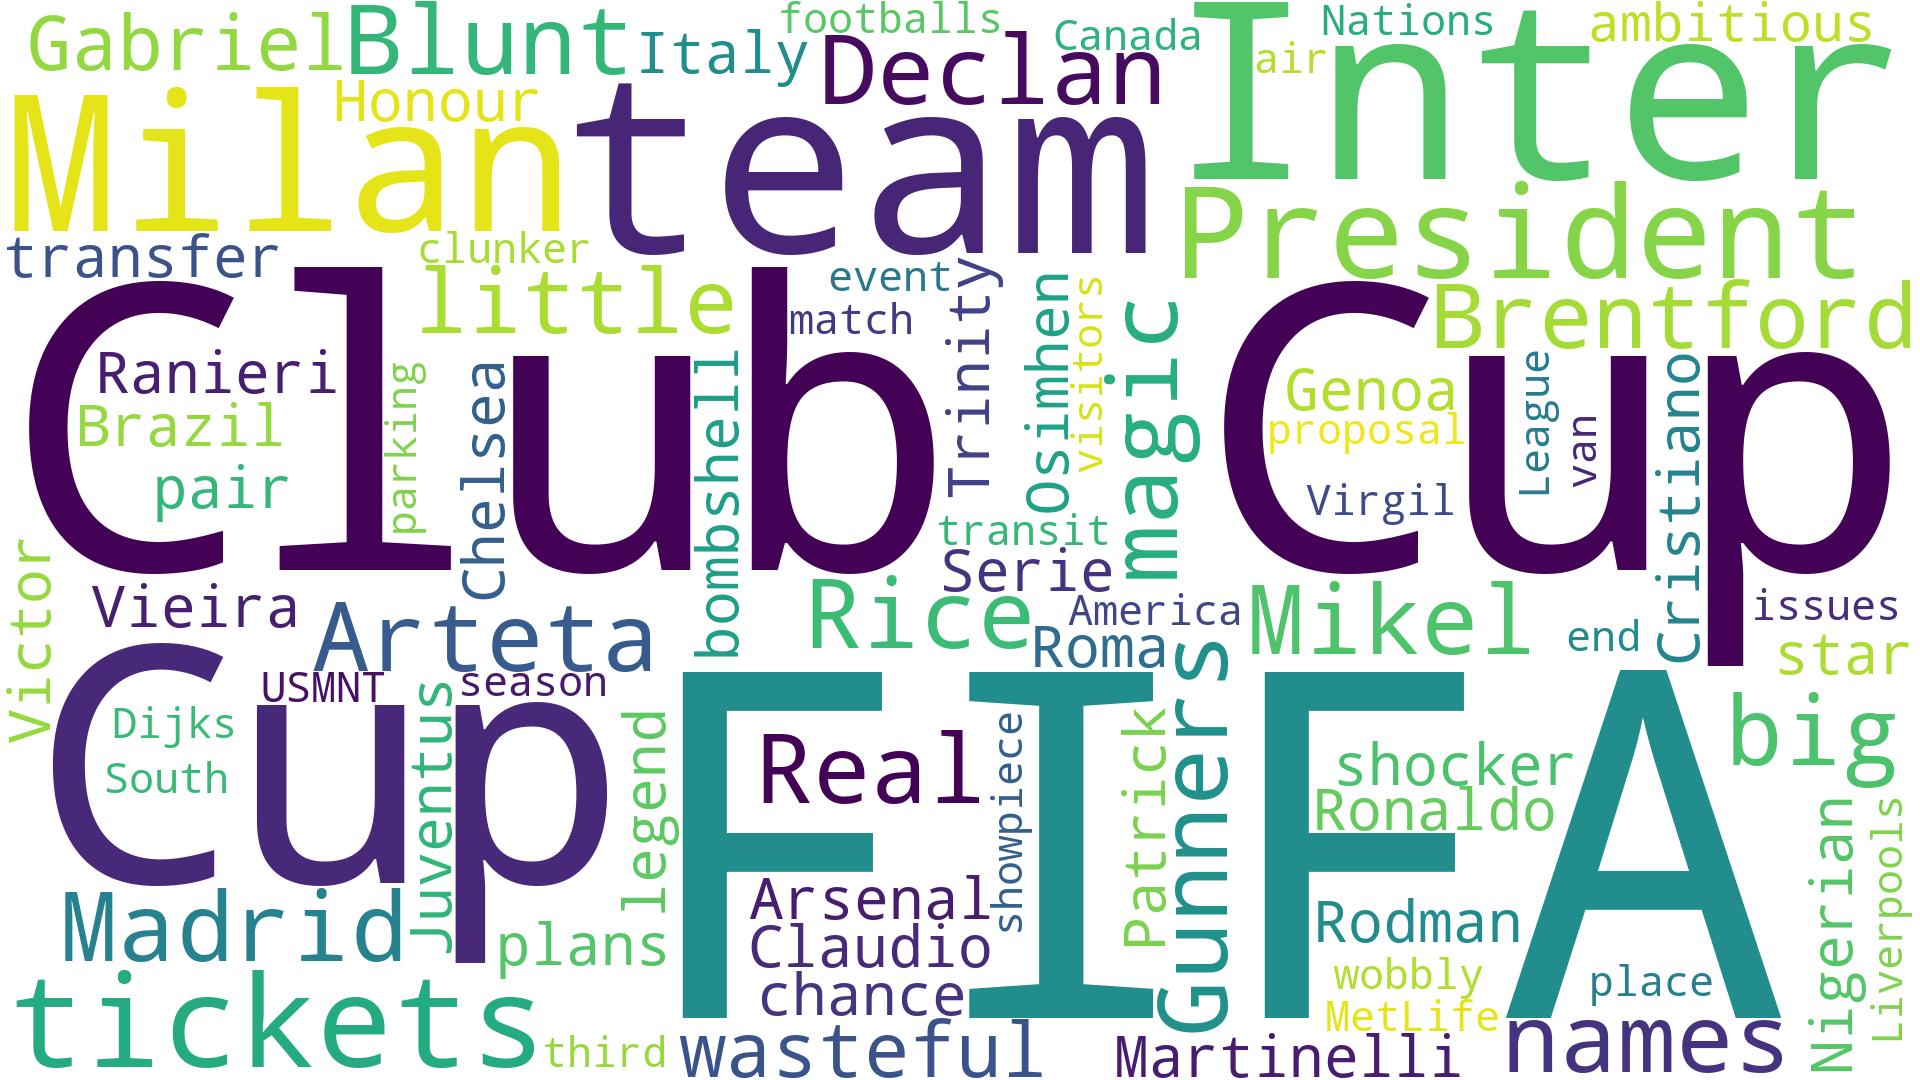 Gabriel
Blunt
Italy
footballs
Declan
Canada
Inter
air
Nations
ambitious
Milan
Honour
team
President
transfer
clunker
little
event
match
Trinity
Osimhen
visitors
magic
Brentford
Club
Cup
Ranieri
Brazil
pair
parking
Chelsea
bombshell
Genoa
proposal
League
van
Virgil
Cristiano
transit
Serie
Victor
Vieira
Arteta
Rice
America
Roma
Mikel
end
issues
star
Cup
USMNT
season
Dijks
South
Juventus
legend
FIFA
Real
showpiece
Patrick
Gunners
shocker
Ronaldo
big
Madrid
plans
Arsenal
Claudio
chance
Rodman
wobbly
MetLife
place
Nigerian
Liverpools
tickets
third
wasteful
Martinelli
names